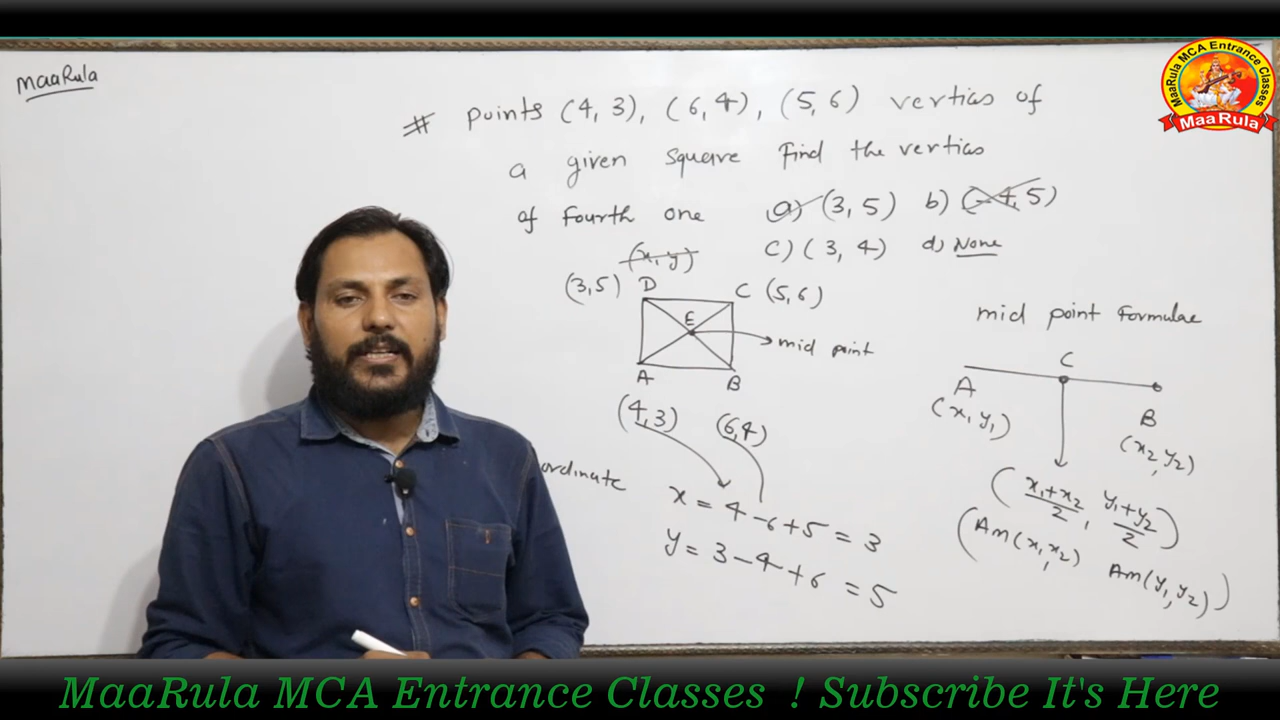 MaaRula
MaaRula MCA Entrance Classes
MaaRula
# points (4, 3), (6, 4), (5, 6) vertias of
a given square Find the vertias
of Fourth one a) (3, 5) b) (-4, 5)
c) (3, 4) d) None
(x, y)
(3,5) D C (5,6)
E
mid point
A B
(4,3) (6,4)
ordinate
x = 4-6+5 = 3
y = 3-4+6 = 5
mid point Formulae
C
A
(x, y₁)
B
(x₂, y₂)
(x₁+x₂/2, y₁+y₂/2)
(Am(x₁,x₂) Am(y₁,y₂))
MaaRula MCA Entrance Classes ! Subscribe It's Here